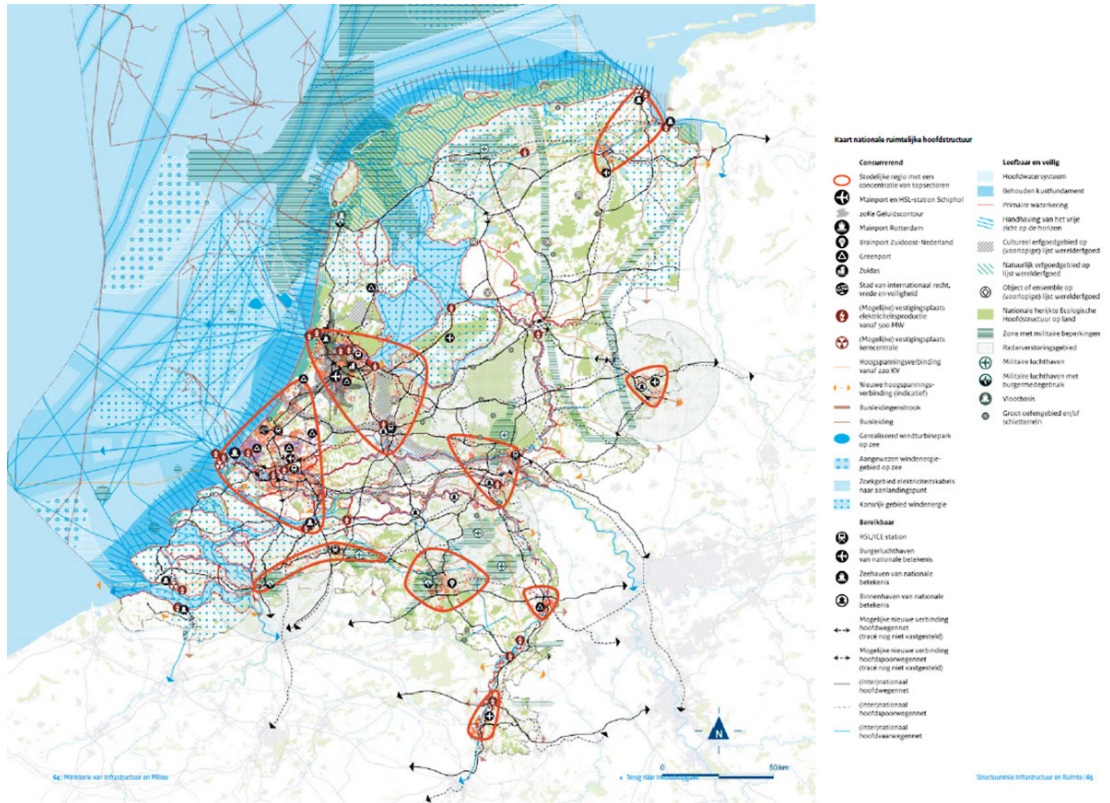 Kaart nationale ruimtelijke hoofdstructuur
Concurrerend
Stedelijke regio met een
concentratie van topsectoren
Mainport en HSL-station Schiphol
20Ke Geluidscontour
Mainport Rotterdam
Brainport Zuidoost-Nederland
Greenport
Zuidas
Stad van internationaal recht,
vrede en veiligheid
(Mogelijke) vestigingsplaats
elektriciteitsproductie
vanaf 500 MW
(Mogelijke) vestigingsplaats
kerncentrale
Hoogspanningsverbinding
vanaf 220 KV
Nieuwe hoogspannings-
verbinding (indicatief)
Buisleidingenstrook
Buisleiding
Gerealiseerd windturbinepark
op zee
Aangewezen windenergie-
gebied op zee
Zoekgebied elektriciteitskabels
naar aanlandingspunt
Kansrijk gebied windenergie
Bereikbaar
HSL/ICE station
Burgerluchthaven
van nationale betekenis
Zeehaven van nationale
betekenis
Binnenhaven van nationale
betekenis
Mogelijke nieuwe verbinding
hoofdwegennet
(tracé nog niet vastgesteld)
Mogelijke nieuwe verbinding
hoofdspoorwegennet
(tracé nog niet vastgesteld)
(Inter)nationaal
hoofdwegennet
(Inter)nationaal
hoofdspoorwegennet
(Inter)nationaal
hoofdvaarwegennet
Leefbaar en veilig
Hoofdwatersysteem
Behouden kustfundament
Primaire waterkering
Handhaving van het vrije
zicht op de horizon
Cultureel erfgoedgebied op
(voorlopige) lijst werelderfgoed
Natuurlijk erfgoedgebied op
lijst werelderfgoed
Object of ensemble op
(voorlopige) lijst werelderfgoed
Nationale herijkte Ecologische
Hoofdstructuur op land
Zone met militaire beperkingen
Radarverstoringsgebied
Militaire luchthaven
Militaire luchthaven met
burgermedegebruik
Vlootbasis
Groot oefengebied en/of
schietterrein
N
0 50 km
64 | Ministerie van Infrastructuur en Milieu
Terug naar
Structuurvisie Infrastructuur en Ruimte | 65